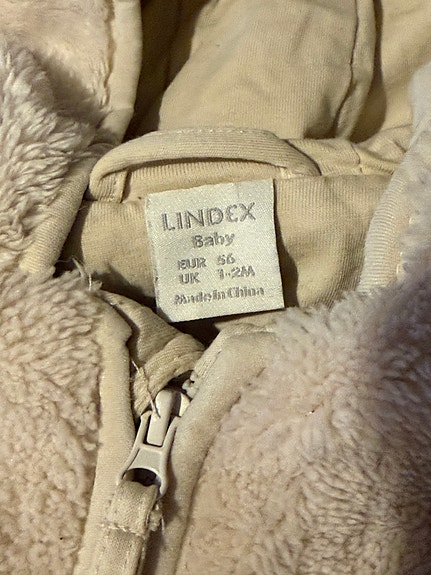 LINDEX
Baby
EUR 56
UK 1-2M
Made in China